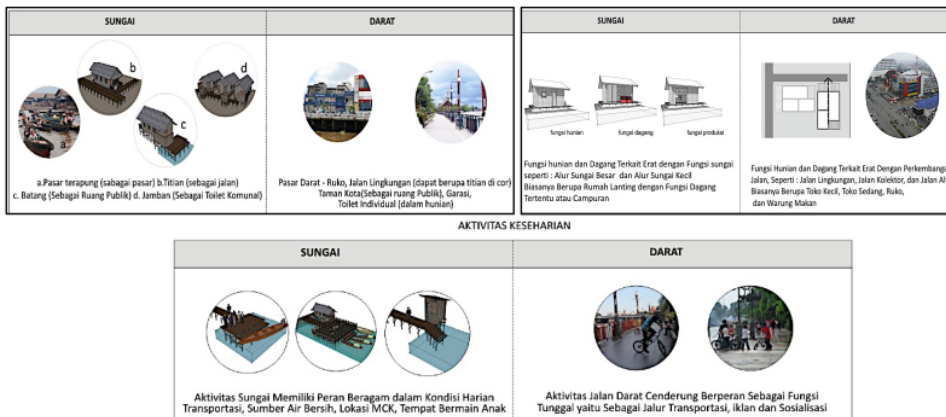 SUNGAI
DARAT
a
b
c
d
a.Pasar terapung (sabagai pasar) b.Titian (sebagai jalan)
c. Batang (Sebagai Ruang Publik) d. Jamban (Sebagai Toilet Komunal)
Pasar Darat - Ruko, Jalan Lingkungan (dapat berupa titian di cor)
Taman Kota(Sebagai ruang Publik), Garasi,
Toilet Individual (dalam hunian)
SUNGAI
DARAT
fungsi hunian
fungsi dagang
fungsi produksi
Fungsi hunian dan Dagang Terkait Erat dengan Fungsi sungai
seperti : Alur Sungai Besar dan Alur Sungai Kecil
Biasanya Berupa Rumah Lanting dengan Fungsi Dagang
Tertentu atau Campuran
Fungsi Hunian dan Dagang Terkait Erat Dengan Perkembanga
Jalan, Seperti : Jalan Lingkungan, Jalan Kolektor, dan Jalan
Biasanya Berupa Toko Kecil, Toko Sedang, Ruko,
dan Warung Makan
AKTIVITAS KESEHARIAN
SUNGAI
DARAT
Aktivitas Sungai Memiliki Peran Beragam dalam Kondisi Harian
Transportasi, Sumber Air Bersih, Lokasi MCK, Tempat Bermain Anak
Aktivitas Jalan Darat Cenderung Berperan Sebagai Fungsi
Tunggal yaitu Sebagai Jalur Transportasi, Iklan dan Sosialisasi